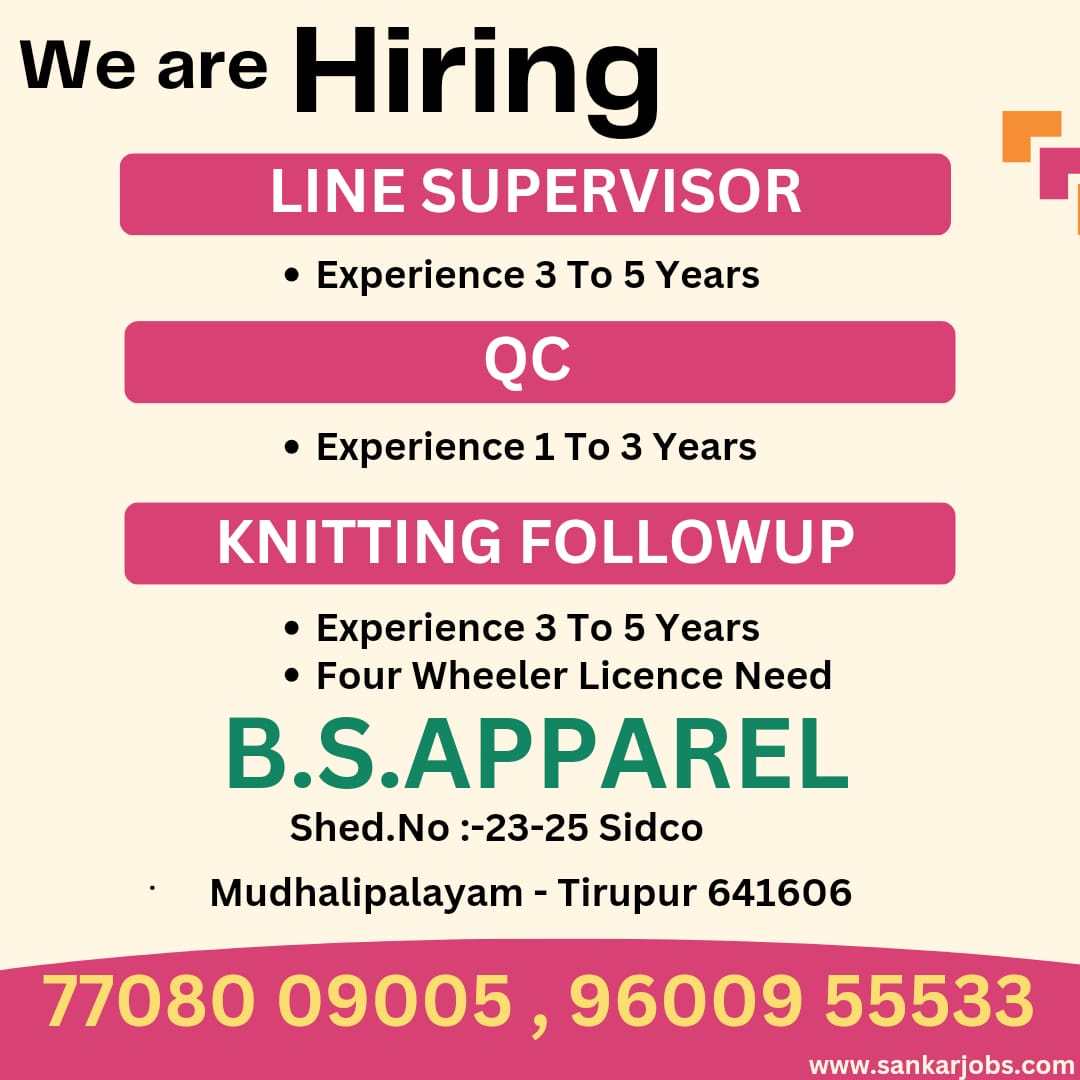 We are Hiring
LINE SUPERVISOR
• Experience 3 To 5 Years
QC
• Experience 1 To 3 Years
KNITTING FOLLOWUP
• Experience 3 To 5 Years
• Four Wheeler Licence Need
B.S.APPAREL
Shed.No :-23-25 Sidco
· Mudhalipalayam - Tirupur 641606
77080 09005 , 96009 55533
www.sankarjobs.com